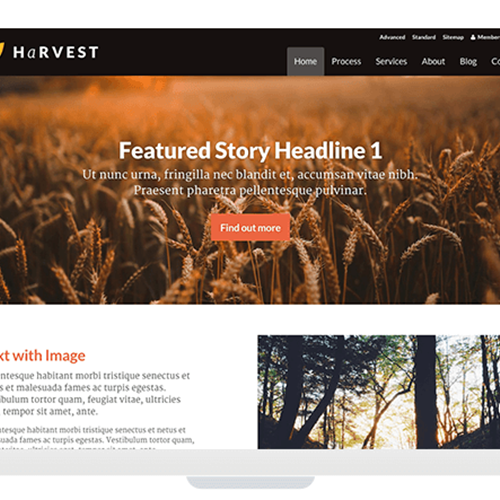 HaRVEST
Advanced Standard Sitemap Member
Home Process Services About Blog Co
Featured Story Headline 1
Ut nunc urna, fringilla nec blandit et, accumsan vitae nibh.
Praesent pharetra pellentesque pulvinar.
Find out more
xt with Image
ntesque habitant morbi tristique senectus et
s et malesuada fames ac turpis egestas.
ibulum tortor quam, feugiat vitae, ultricies
tempor sit amet, ante.
ntesque habitant morbi tristique senectus et netus et
suada fames ac turpis egestas. Vestibulum tortor quam,